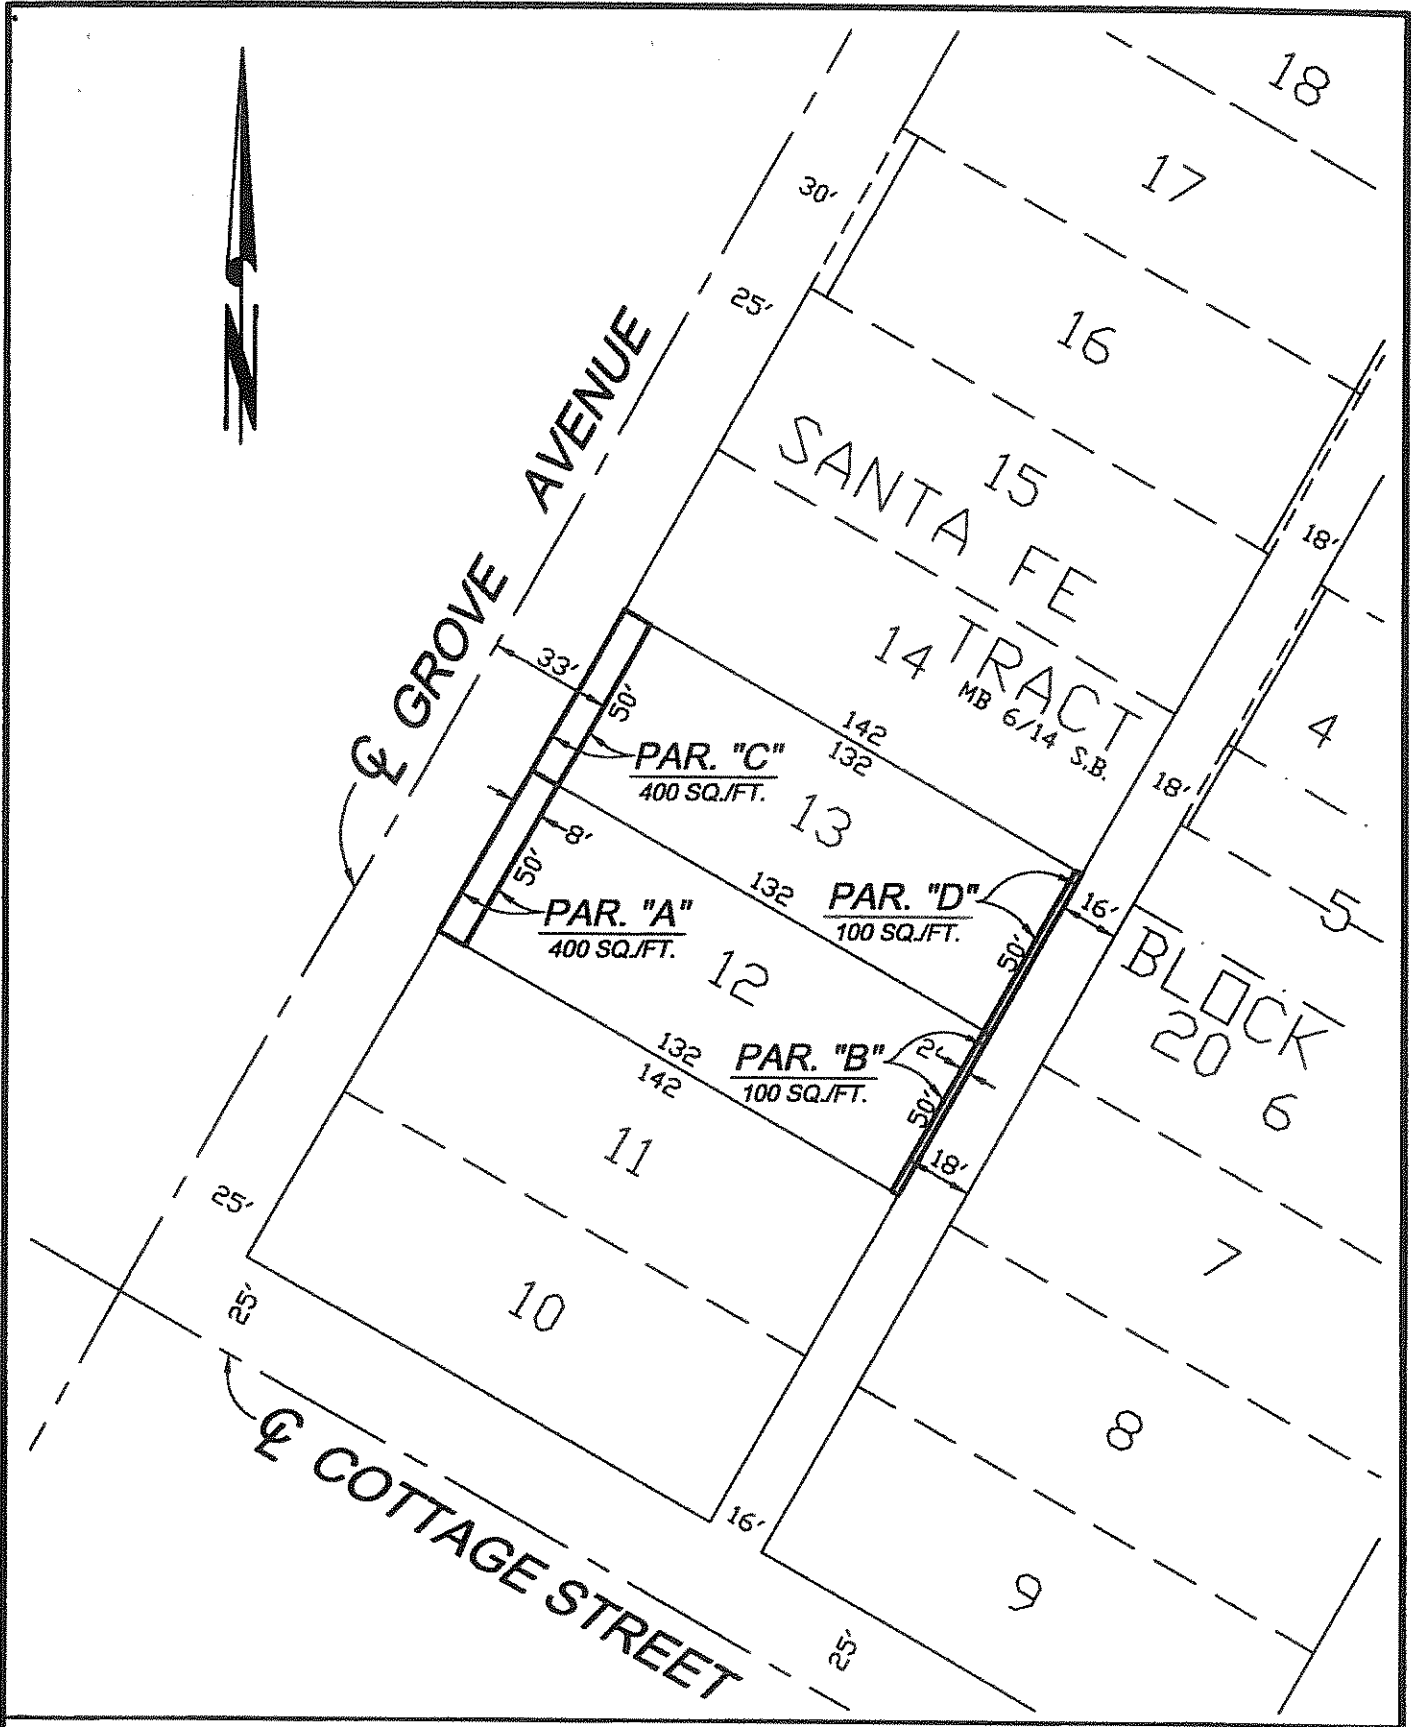 N
18
17
30'
16
25'
15
SANTA FE
TRACT
MB 6/14 S.B.
18'
14
℄ GROVE AVENUE
33'
50'
142
132
4
18'
PAR. "C"
400 SQ./FT.
13
8'
50'
132
PAR. "D"
100 SQ./FT.
16'
5
50'
PAR. "A"
400 SQ./FT.
12
BLOCK
20
132
142
PAR. "B"
100 SQ./FT.
2'
50'
6
11
18'
25'
7
10
25'
8
℄ COTTAGE STREET
16'
9
25'